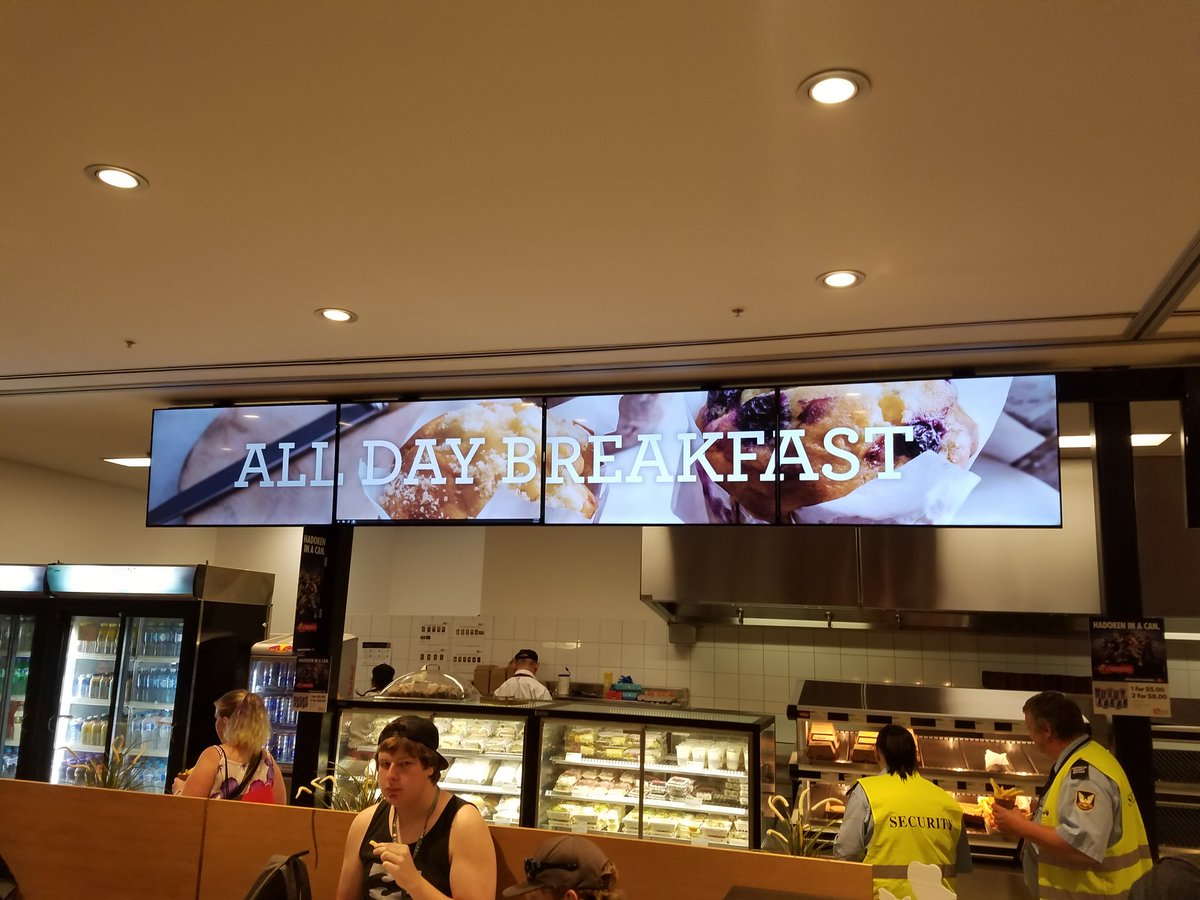 ALL DAY BREAKFAST
HADOKEN
IN A CAN.
HADOKEN IN A CAN.
1 for $5.00
2 for $8.00
SECURITY